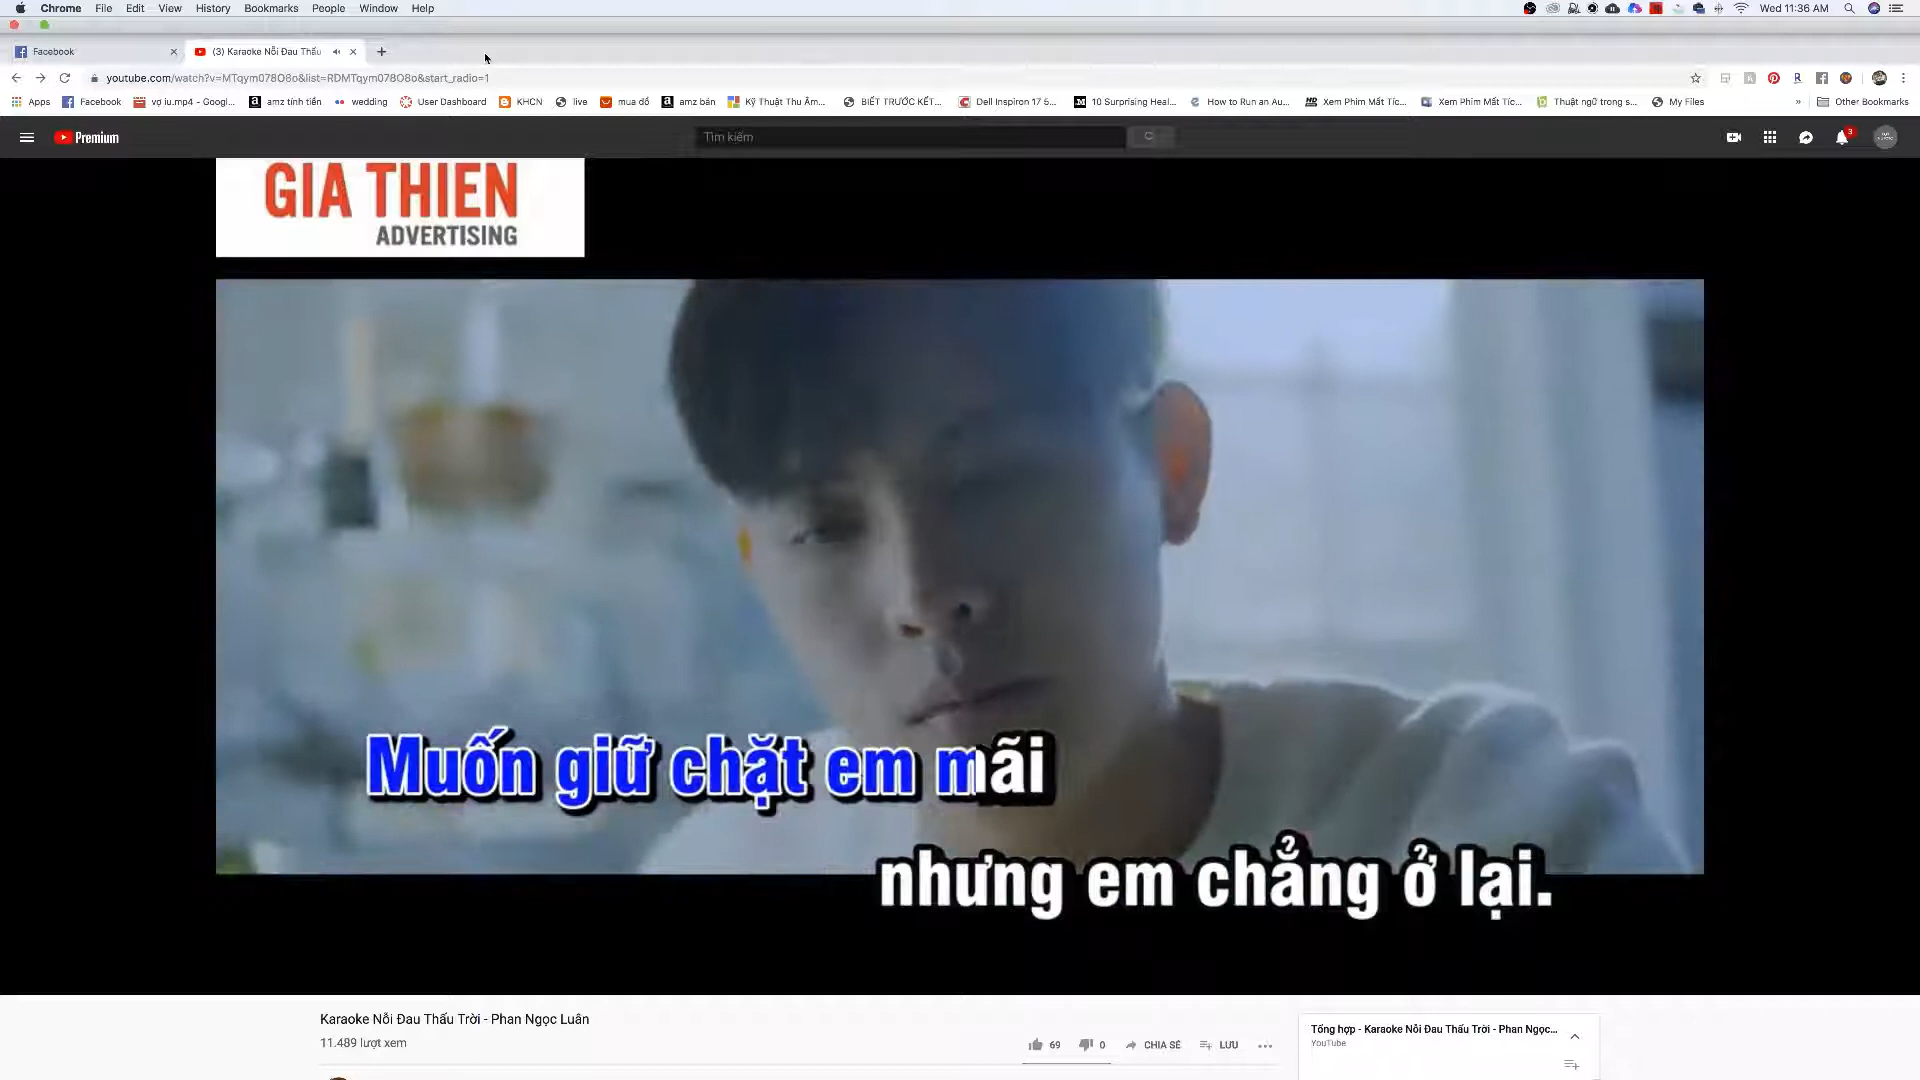 Chrome File Edit View History Bookmarks People Window Help Wed 11:36 AM
Facebook (3) Karaoke Nỗi Đau Thấu
youtube.com/watch?v=MTqym078O8o&list=RDMTqym078O8o&start_radio=1
Apps Facebook vợ iu.mp4 - Googl... amz tính tiền wedding User Dashboard KHCN live mua đồ amz bán Kỹ Thuật Thu Âm... BIẾT TRƯỚC KẾT... Dell Inspiron 17 5... 10 Surprising Heal... How to Run an Au... Xem Phim Mất Tíc... Xem Phim Mất Tíc... Thuật ngữ trong s... My Files » Other Bookmarks
Premium Tìm kiếm 3
GIA THIEN
ADVERTISING
Muốn giữ chặt em mãi
nhưng em chẳng ở lại.
Karaoke Nỗi Đau Thấu Trời - Phan Ngọc Luân
11.489 lượt xem
69 0 CHIA SẺ LƯU
Tổng hợp - Karaoke Nỗi Đau Thấu Trời - Phan Ngọc...
YouTube